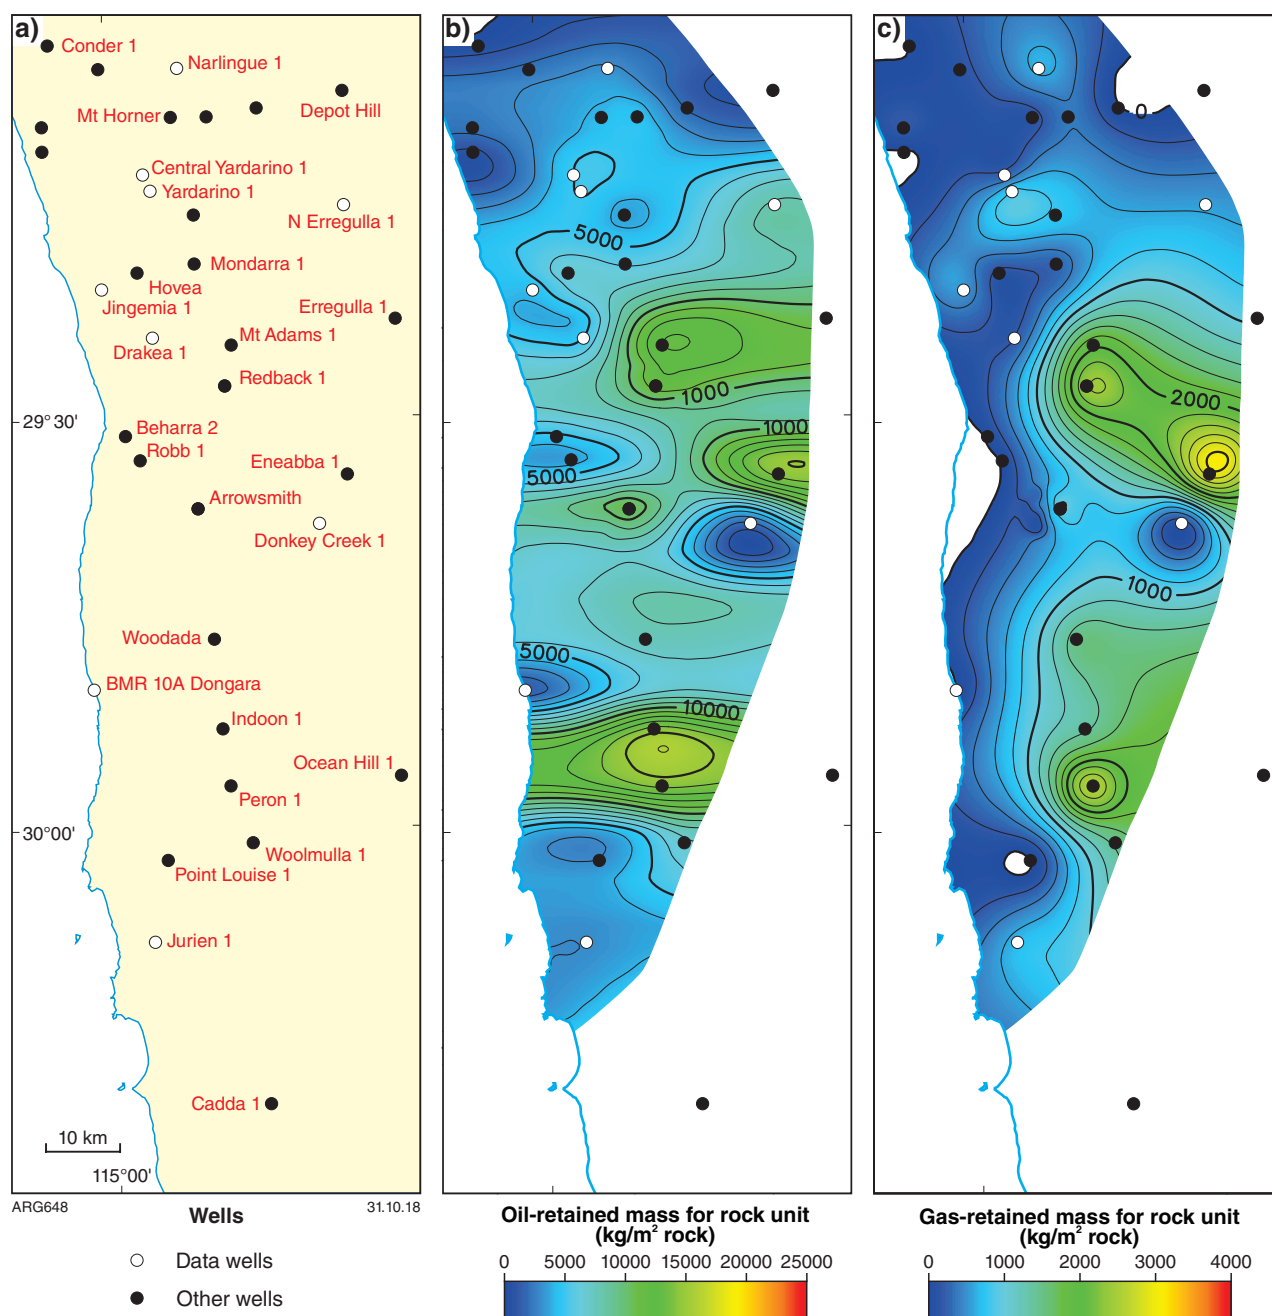 a)
Conder 1
Narlingue 1
Depot Hill
Mt Horner
Central Yardarino 1
Yardarino 1
N Erregulla 1
Mondarra 1
Hovea
Jingemia 1
Erregulla 1
Mt Adams 1
Drakea 1
Redback 1
29° 30'
Beharra 2
Robb 1
Eneabba 1
Arrowsmith
Donkey Creek 1
Woodada
BMR 10A Dongara
Indoon 1
Ocean Hill 1
Peron 1
30°00'
Woolmulla 1
Point Louise 1
Jurien 1
Cadda 1
10 km
115°00'
ARG648
31.10.18
Wells
Data wells
Other wells
b)
5000
1000
1000
5000
5000
10000
Oil-retained mass for rock unit
(kg/m² rock)
0 5000 10000 15000 20000 25000
c)
0
2000
1000
Gas-retained mass for rock unit
(kg/m² rock)
0 1000 2000 3000 4000